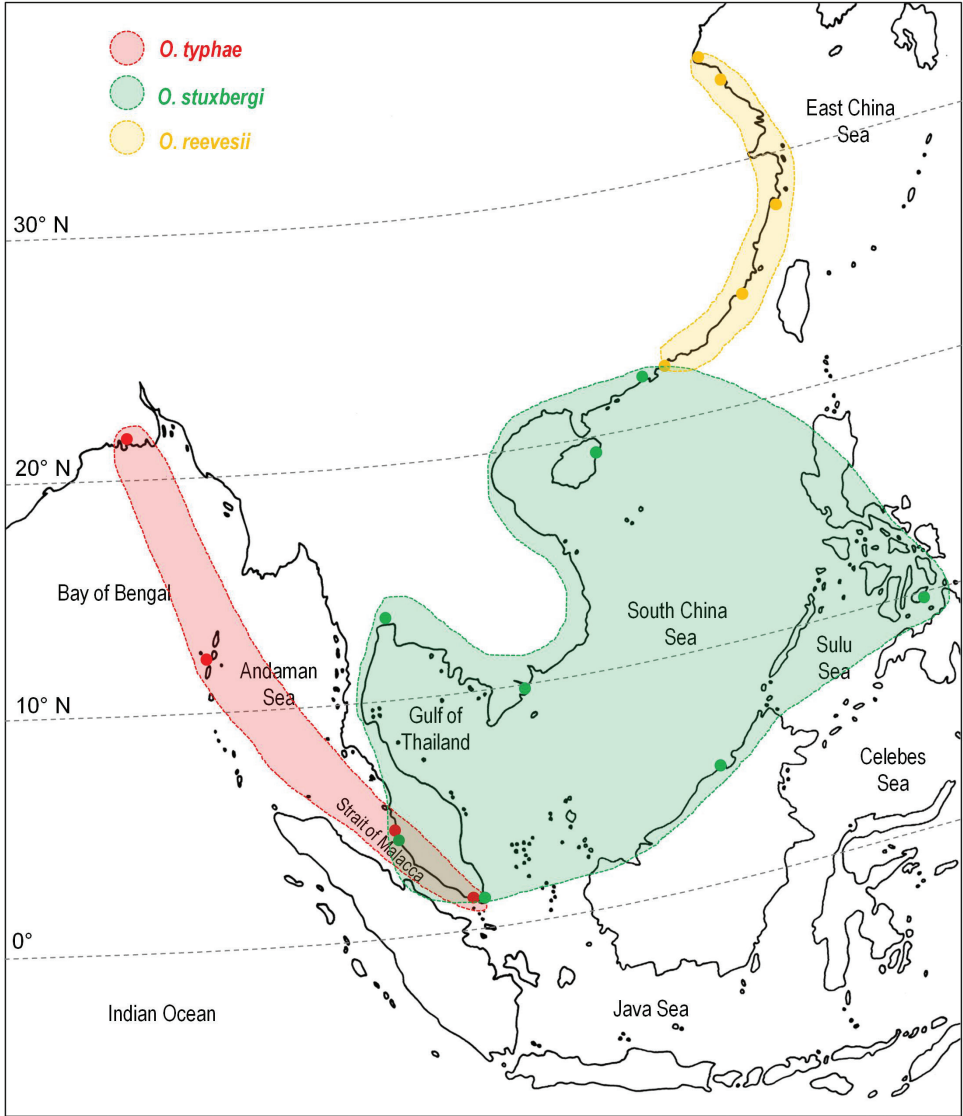 O. typhae
O. stuxbergi
O. reevesii
East China
Sea
30° N
20° N
Bay of Bengal
South China
Sea
Andaman
Sea
Sulu
Sea
10° N
Gulf of
Thailand
Celebes
Sea
Strait of Malacca
0°
Indian Ocean
Java Sea